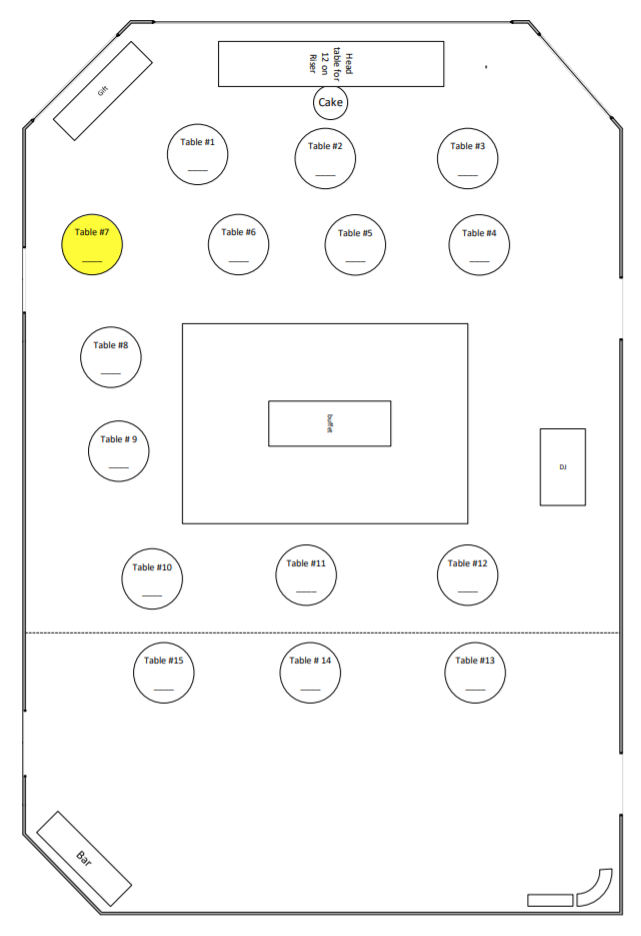 Head
table for
12 on
Riser
Gift
Cake
Table #1
____
Table #2
____
Table #3
____
Table #7
____
Table #6
____
Table #5
____
Table #4
____
Table #8
____
buffet
Table # 9
____
DJ
Table #10
____
Table #11
____
Table #12
____
Table #15
____
Table # 14
____
Table #13
____
Bar